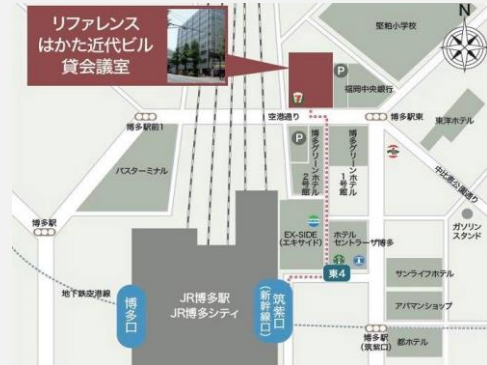 リファレンス
はかた近代ビル
貸会議室
N
堅粕小学校
P
福岡中央銀行
空港通り
博多駅前1
博多駅東
東洋ホテル
P
博多グリーンホテル
2号館
博多グリーンホテル
1号館
中比恵公園通り
バスターミナル
博多駅
EX-SIDE
(エキサイド)
ホテル
セントラーザ博多
ガソリン
スタンド
東4
サンライフホテル
地下鉄空港線
博多口
JR博多駅
JR博多シティ
筑紫口
(新幹線口)
アパマンショップ
博多駅
(筑紫口)
都ホテル